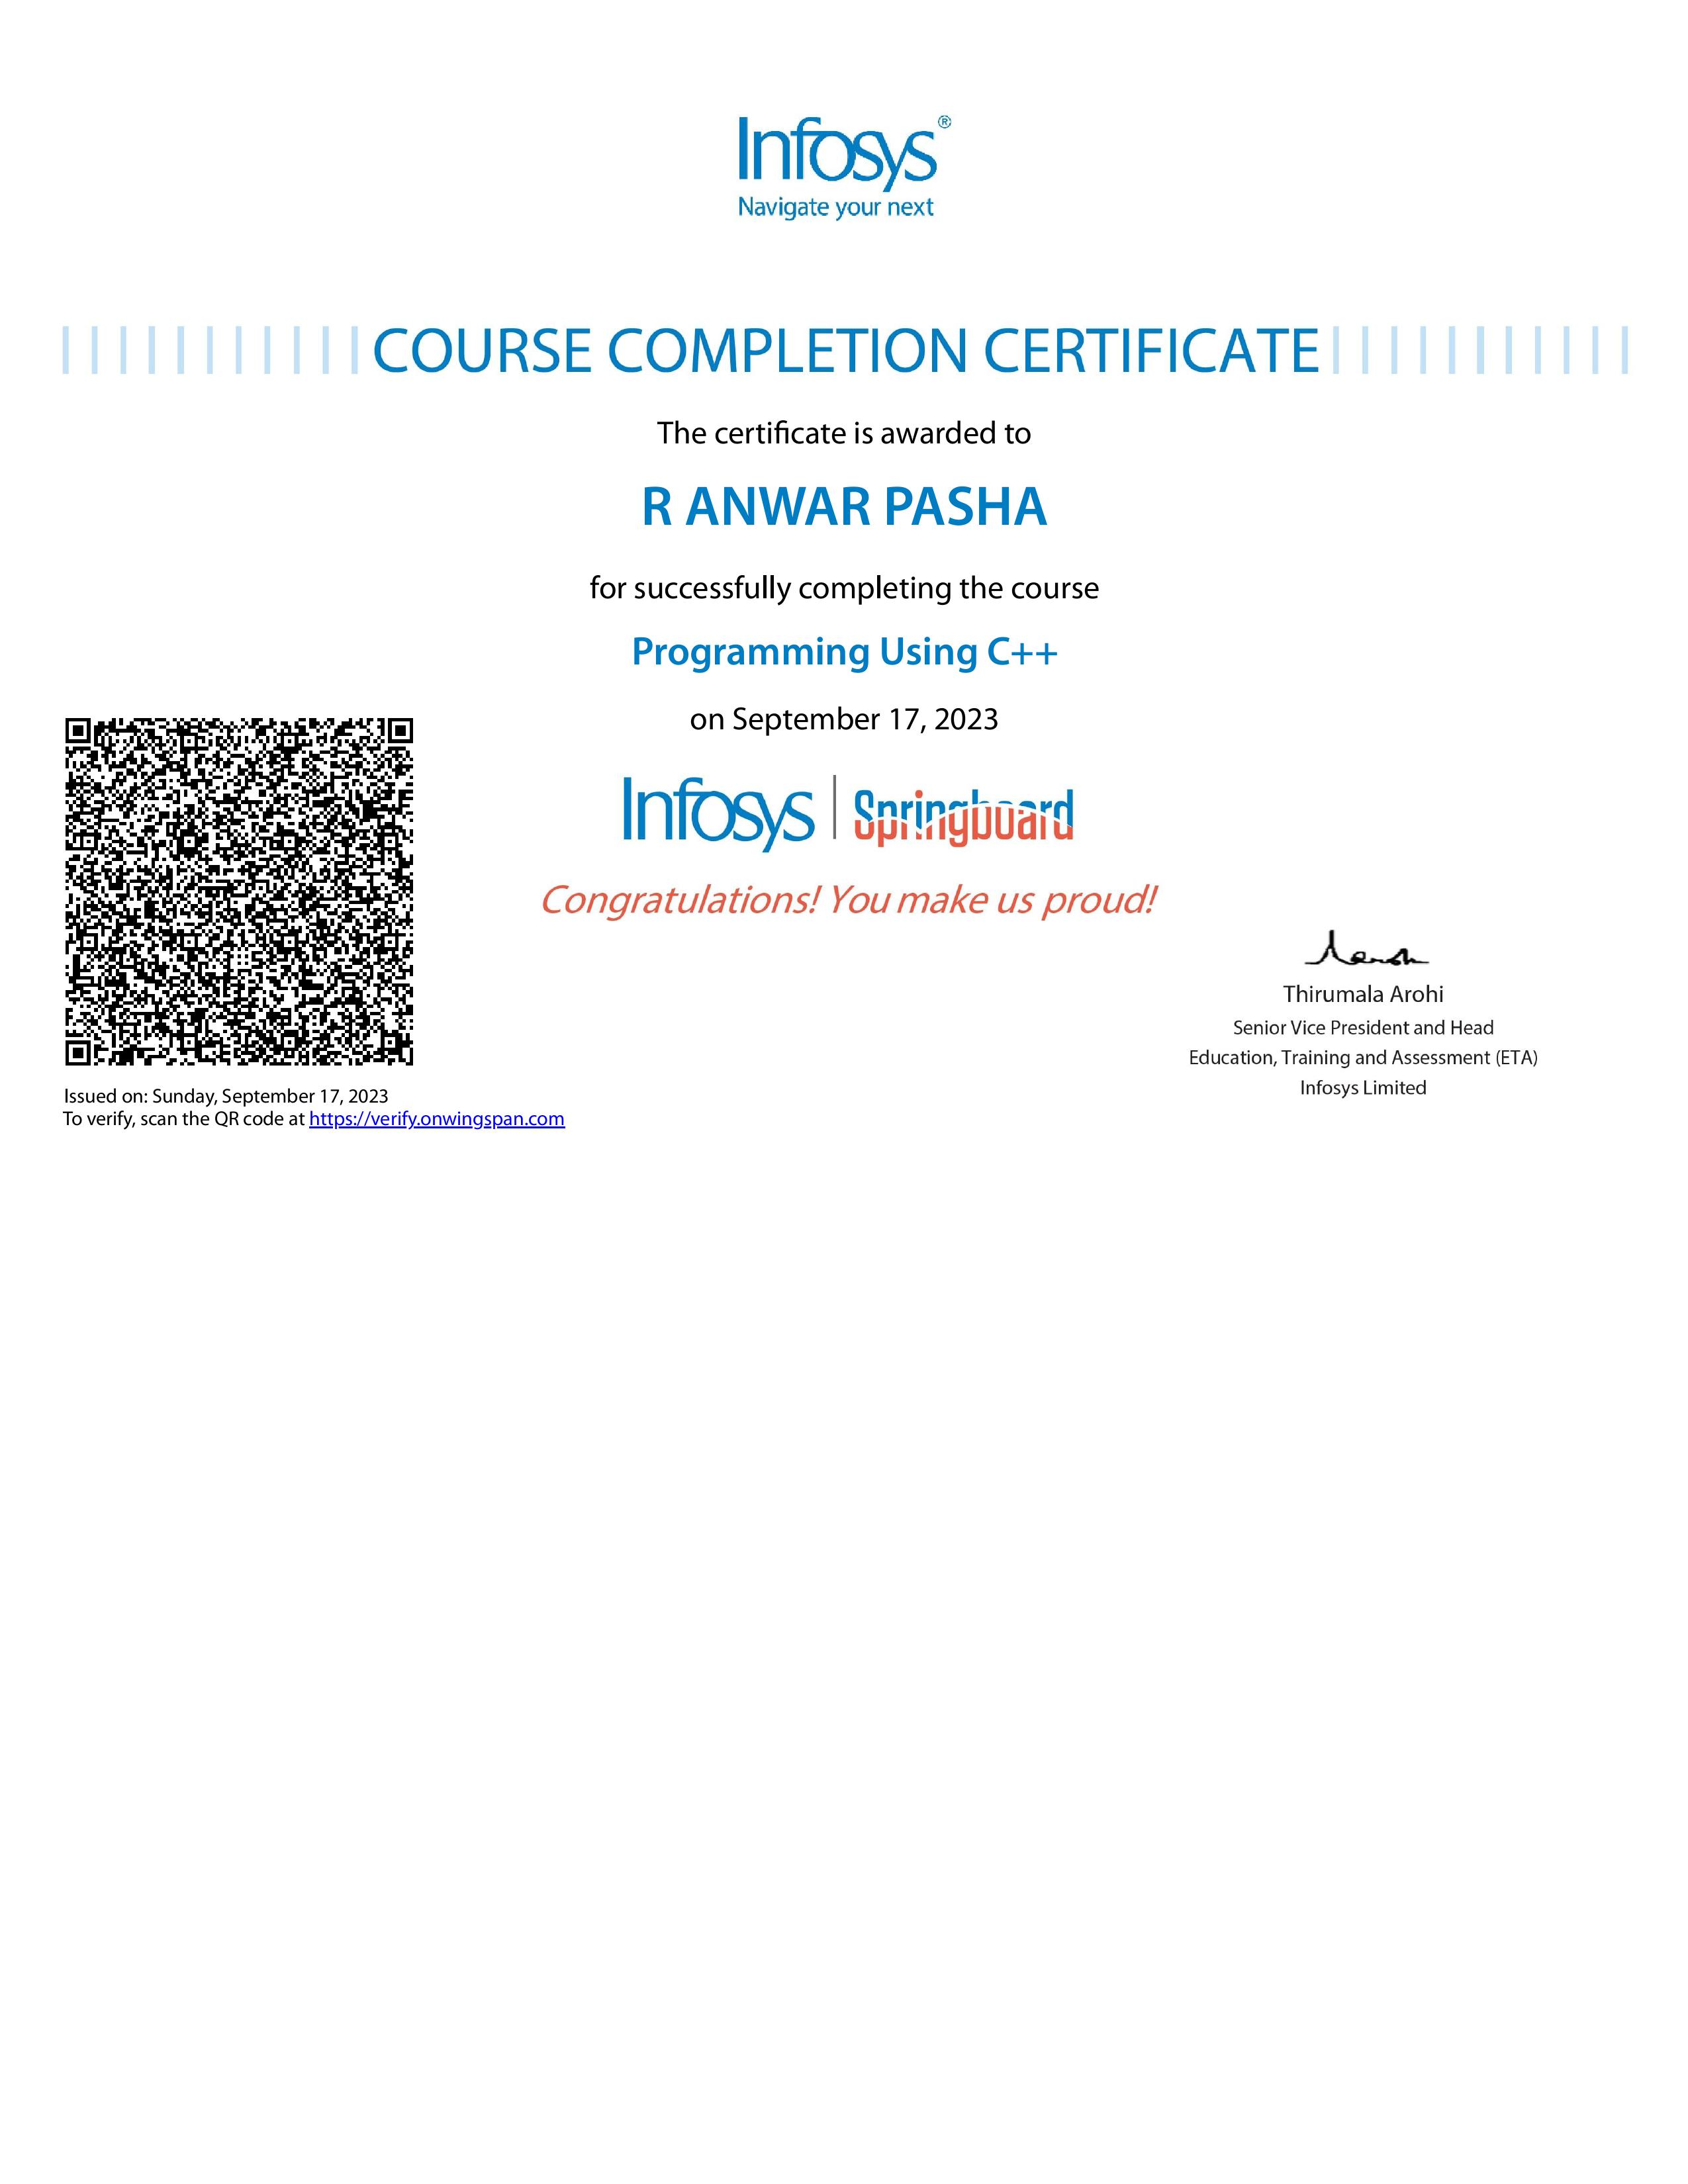 Infosys®
Navigate your next
COURSE COMPLETION CERTIFICATE
The certificate is awarded to
R ANWAR PASHA
for successfully completing the course
Programming Using C++
on September 17, 2023
Infosys | Springboard
Congratulations! You make us proud!
Thirumala Arohi
Senior Vice President and Head
Education, Training and Assessment (ETA)
Infosys Limited
Issued on: Sunday, September 17, 2023
To verify, scan the QR code at https://verify.onwingspan.com